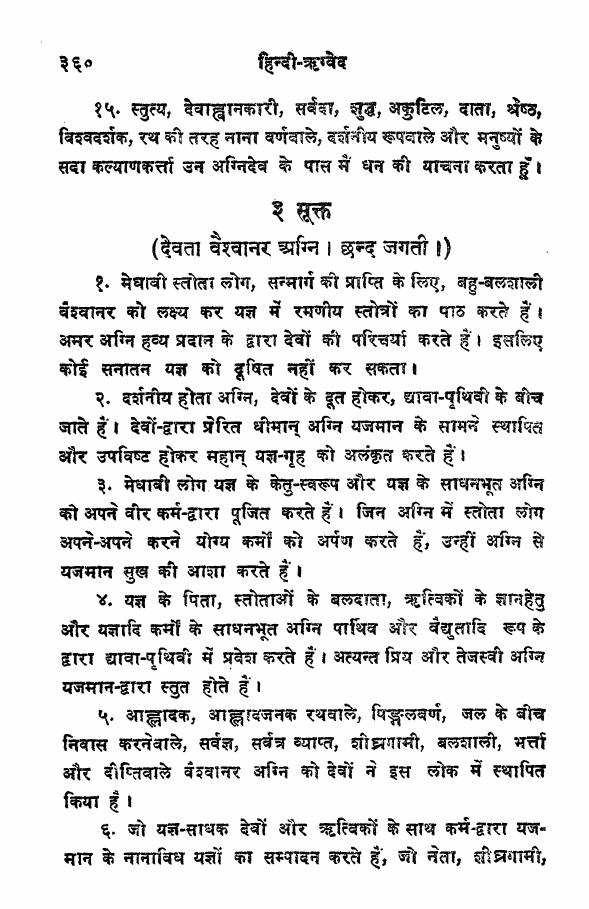 ३६०
हिन्दी-ऋग्वेद
१५. स्तुत्य, देवाह्वानकारी, सर्वदा, शुद्ध, अकुटिल, दाता, श्रेष्ठ,
विश्वदर्शक, रथ की तरह नाना वर्णवाले, दर्शनीय रूपवाले और मनुष्यों के
सदा कल्याणकर्त्ता उन अग्निदेव के पास में धन की याचना करता हूँ।
३ सूक्त
(देवता वैश्वानर अग्नि। छन्द जगती।)
१. मेधावी स्तोता लोग, सन्मार्ग की प्राप्ति के लिए, बहु-बलशाली
वैश्वानर को लक्ष्य कर यज्ञ में रमणीय स्तोत्रों का पाठ करते हैं।
अमर अग्नि हव्य प्रदान के द्वारा देवों की परिचर्या करते हैं। इसलिए
कोई सनातन यज्ञ को दूषित नहीं कर सकता।
२. दर्शनीय होता अग्नि, देवों के दूत होकर, द्यावा-पृथिवी के बीच
जाते हैं। देवों-द्वारा प्रेरित धीमान् अग्नि यजमान के सामने स्थापित
और उपविष्ट होकर महान् यज्ञ-गृह को अलंकृत करते हैं।
३. मेधावी लोग यज्ञ के केतु-स्वरूप और यज्ञ के साधनभूत अग्नि
को अपने वीर कर्म-द्वारा पूजित करते हैं। जिन अग्नि में स्तोता लोग
अपने-अपने करने योग्य कर्मों को अर्पण करते हैं, उन्हीं अग्नि से
यजमान सुख की आशा करते हैं।
४. यज्ञ के पिता, स्तोताओं के बलदाता, ऋत्विकों के ज्ञानहेतु
और यज्ञादि कर्मों के साधनभूत अग्नि पार्थिव और वैद्युतादि रूप के
द्वारा द्यावा-पृथिवी में प्रवेश करते हैं। अत्यन्त प्रिय और तेजस्वी अग्नि
यजमान-द्वारा स्तुत होते हैं।
५. आह्लादक, आह्लादजनक रथवाले, पिङ्गलवर्ण, जल के बीच
निवास करनेवाले, सर्वज्ञ, सर्वत्र व्याप्त, शीघ्रगामी, बलशाली, भर्त्ता
और दीप्तिवाले वैश्वानर अग्नि को देवों ने इस लोक में स्थापित
किया है।
६. जो यज्ञ-साधक देवों और ऋत्विकों के साथ कर्म-द्वारा यज-
मान के नानाविध यज्ञों का सम्पादन करते हैं, जो नेता, शीघ्रगामी,